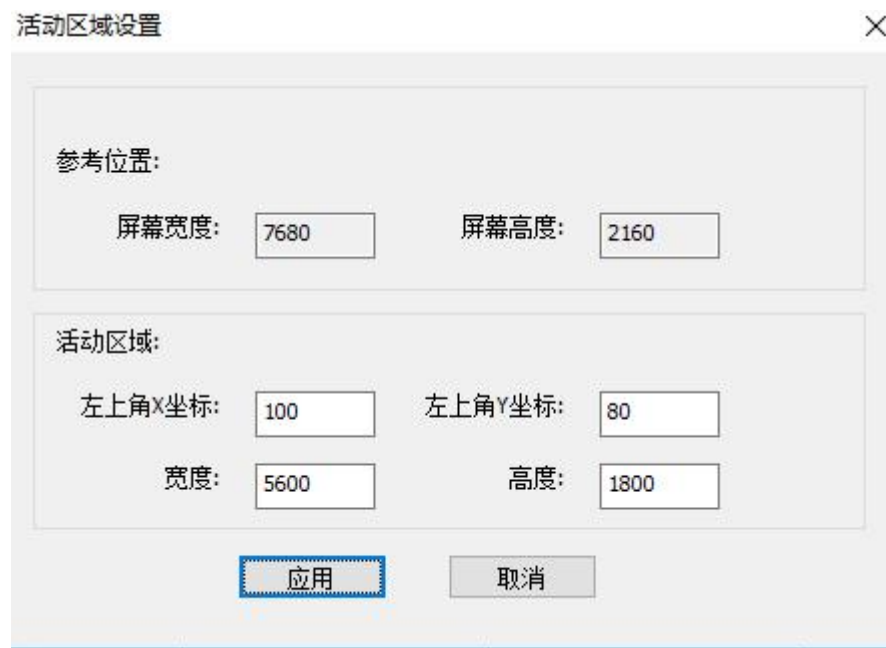 活动区域设置
参考位置:
屏幕宽度: 7680 屏幕高度: 2160
活动区域:
左上角X坐标: 100 左上角Y坐标: 80
宽度: 5600 高度: 1800
应用 取消